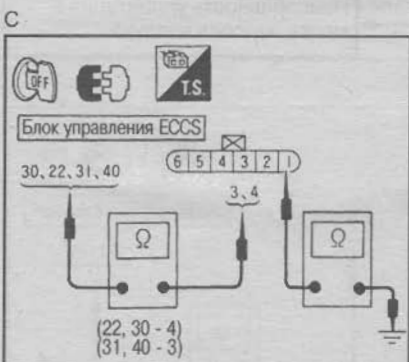 C
OFF
T.S.
Блок управления ECCS
6 5 4 3 2 1
30, 22, 31, 40
3, 4
Ω
Ω
(22, 30 - 4)
(31, 40 - 3)